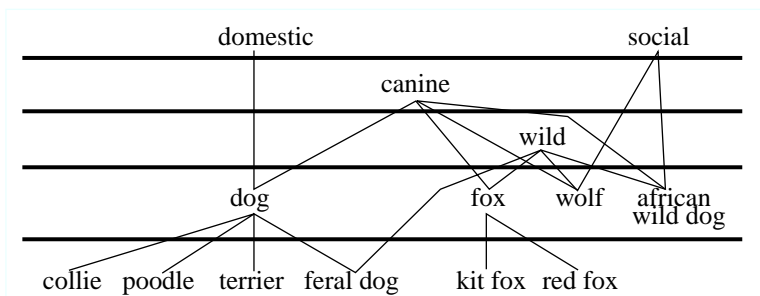 domestic social
canine
wild
dog fox wolf african
wild dog
collie poodle terrier feral dog kit fox red fox